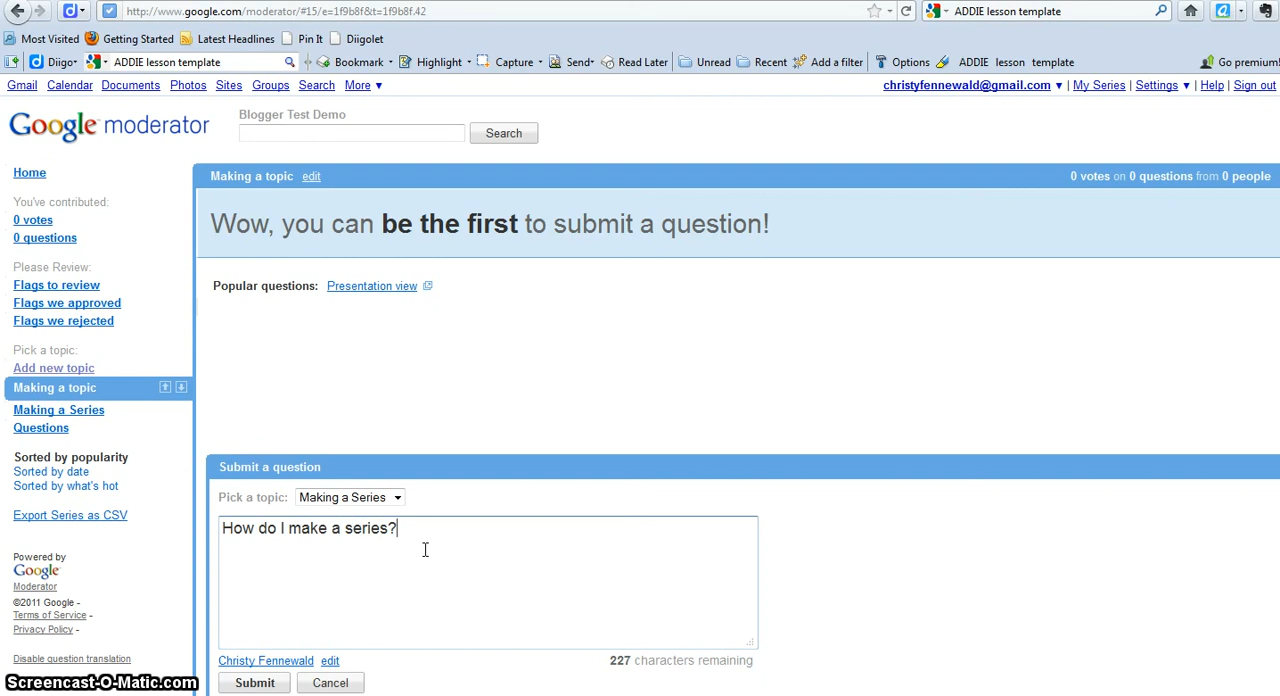 http://www.google.com/moderator/#15/e=1f9b8f&t=1f9b8f.42
ADDIE lesson template
Most Visited Getting Started Latest Headlines Pin It Diigolet
Diigo ADDIE lesson template Bookmark Highlight Capture Send Read Later Unread Recent Add a filter Options ADDIE lesson template Go premium!
Gmail Calendar Documents Photos Sites Groups Search More ▼ christyfennewald@gmail.com ▼ | My Series | Settings ▼ | Help | Sign out
Google moderator
Blogger Test Demo
Search
Home
You've contributed:
0 votes
0 questions
Please Review:
Flags to review
Flags we approved
Flags we rejected
Pick a topic:
Add new topic
Making a topic
Making a Series
Questions
Sorted by popularity
Sorted by date
Sorted by what's hot
Export Series as CSV
Powered by
Google
Moderator
©2011 Google -
Terms of Service -
Privacy Policy -
Disable question translation
Making a topic edit 0 votes on 0 questions from 0 people
Wow, you can be the first to submit a question!
Popular questions: Presentation view
Submit a question
Pick a topic: Making a Series
How do I make a series?
Christy Fennewald edit 227 characters remaining
Submit Cancel
Screencast-O-Matic.com